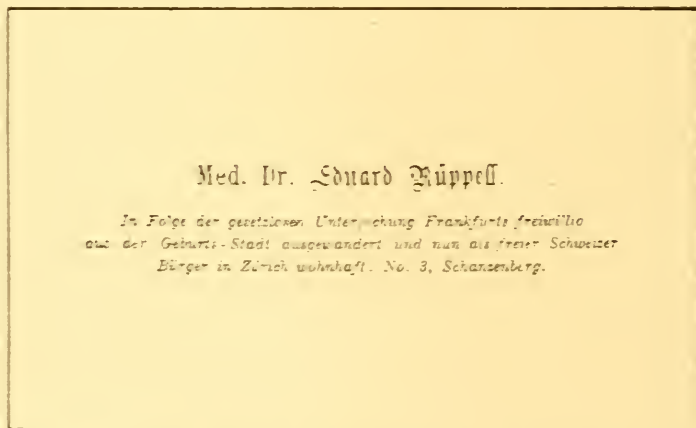 Med. Dr. Eduard Rüppell.
In Folge der gesetzlosen Unterjochung Frankfurts freiwillig
aus der Geburts-Stadt ausgewandert und nun als freier Schweizer
Bürger in Zürich wohnhaft. No. 3, Schanzenberg.